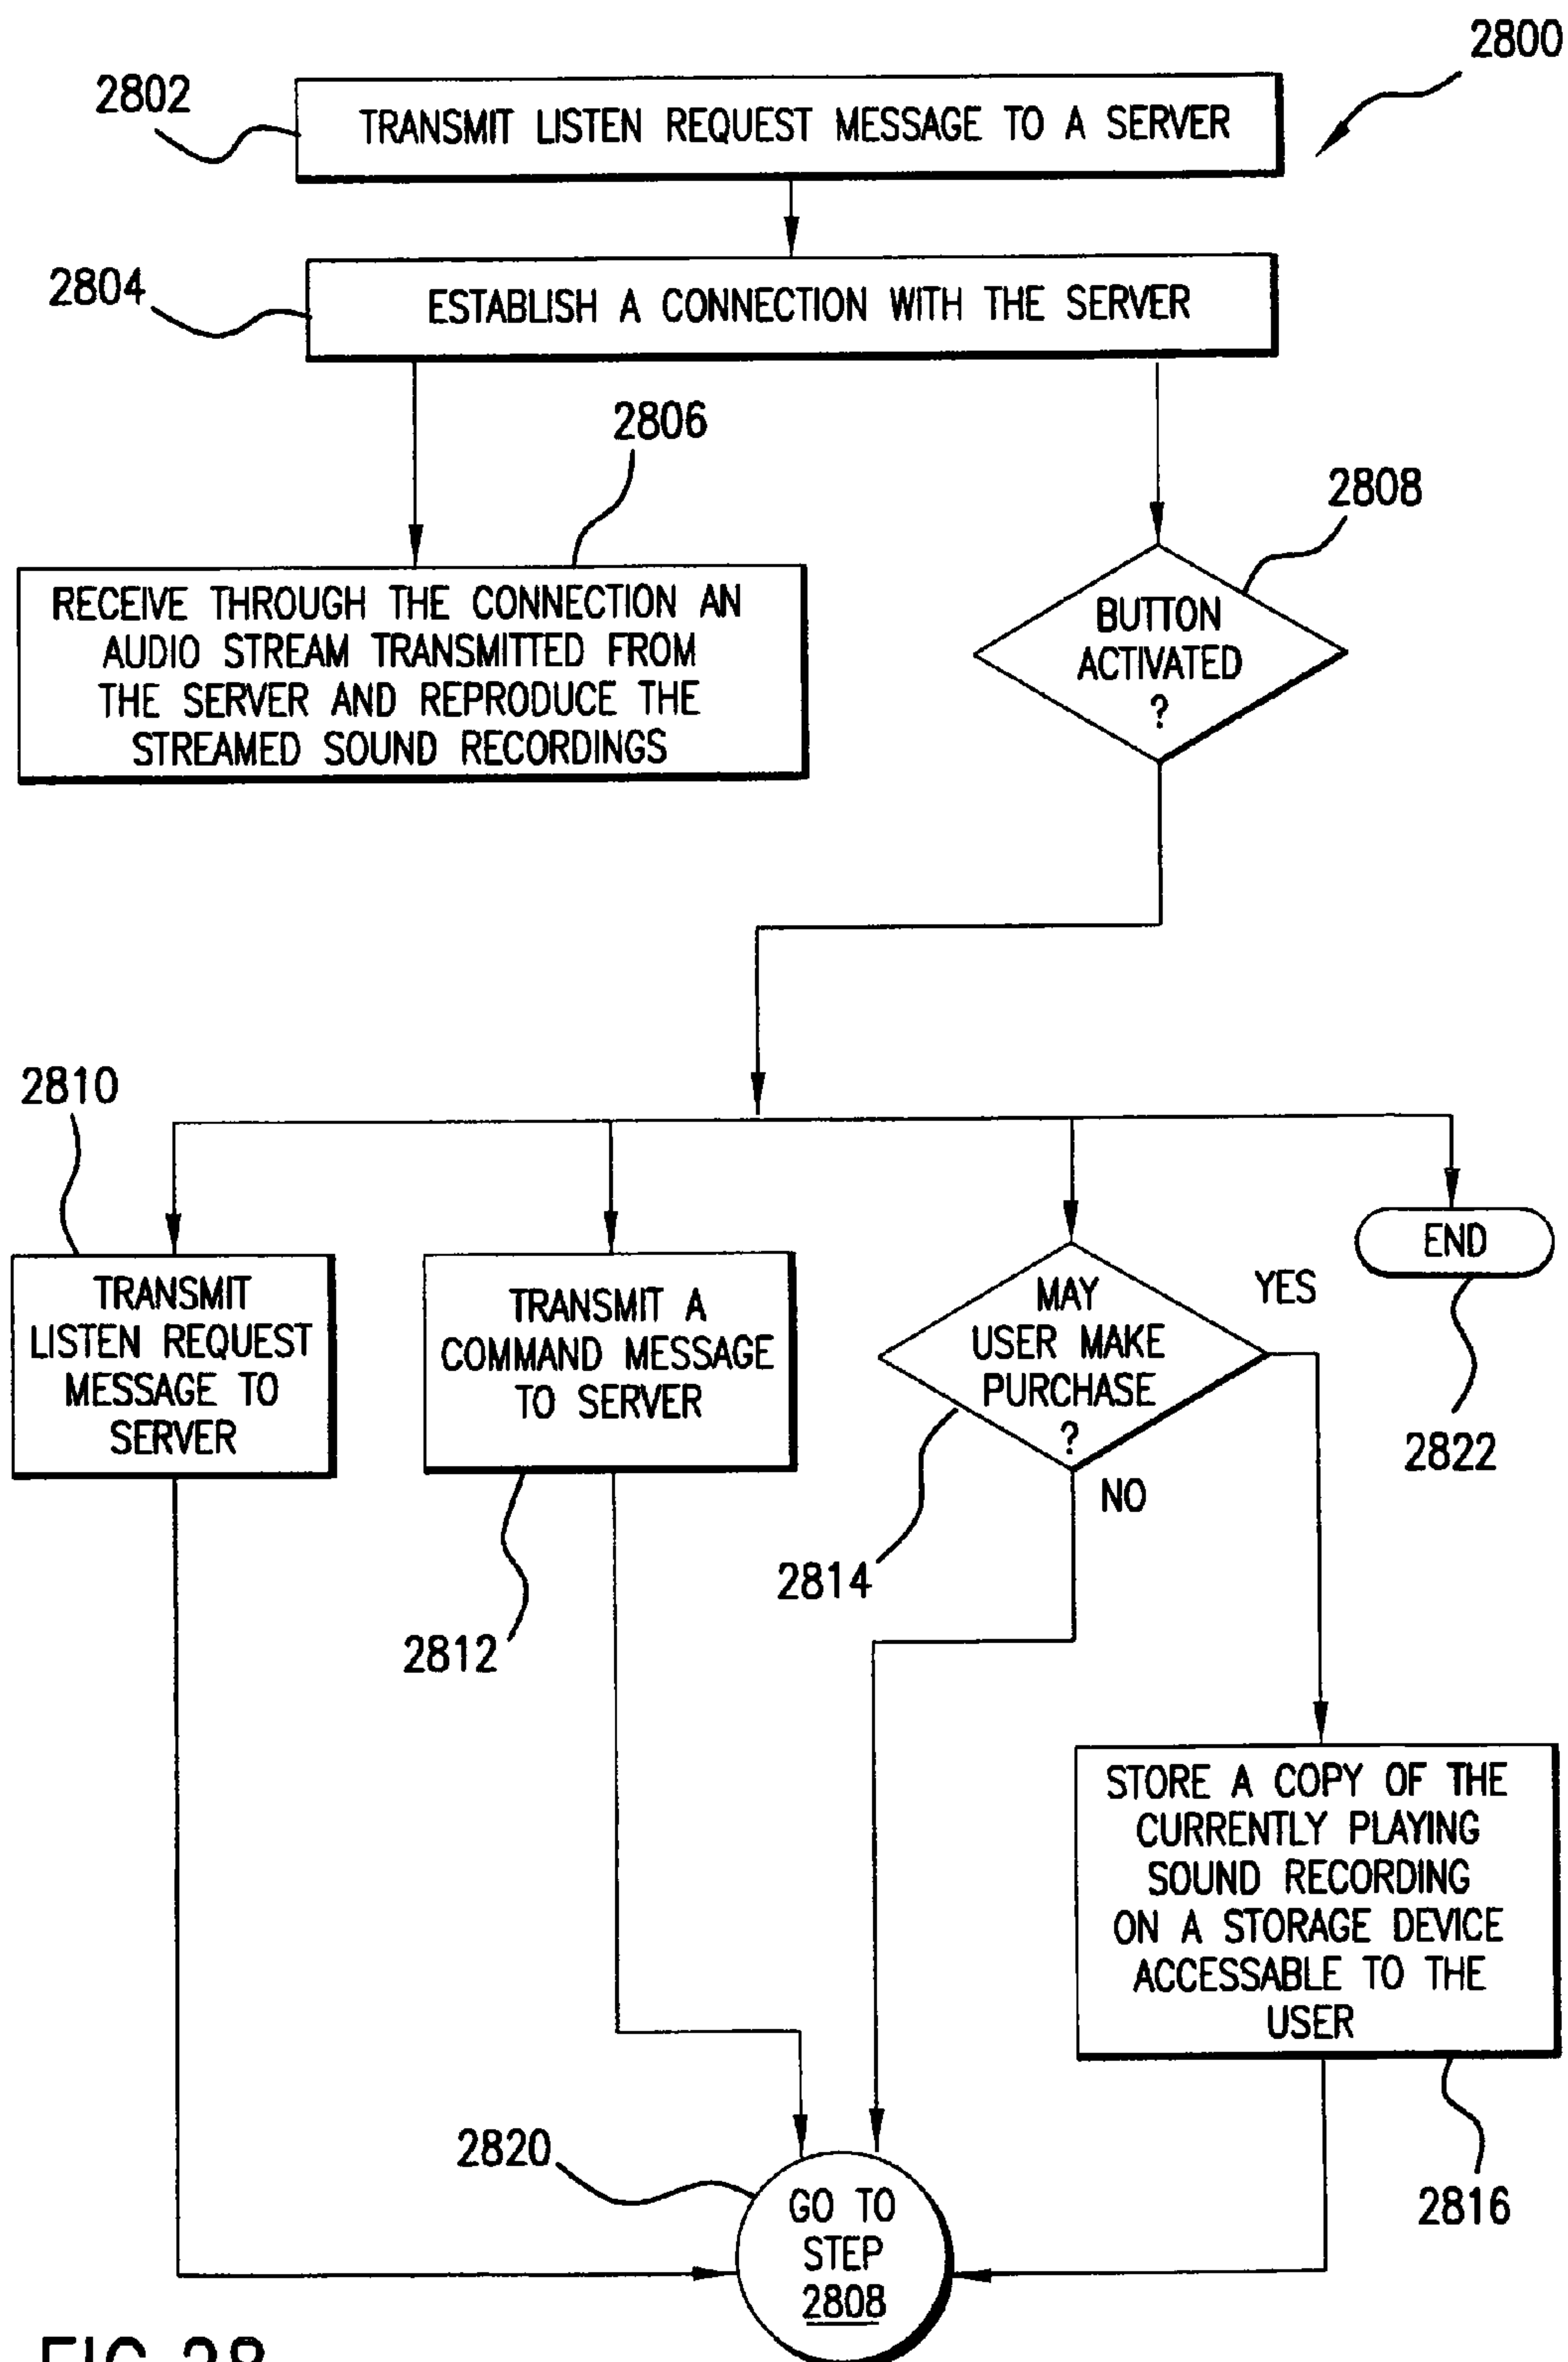 2800
2802
TRANSMIT LISTEN REQUEST MESSAGE TO A SERVER
2804
ESTABLISH A CONNECTION WITH THE SERVER
2806
2808
RECEIVE THROUGH THE CONNECTION AN
AUDIO STREAM TRANSMITTED FROM
THE SERVER AND REPRODUCE THE
STREAMED SOUND RECORDINGS
BUTTON
ACTIVATED
?
2810
TRANSMIT
LISTEN REQUEST
MESSAGE TO
SERVER
TRANSMIT A
COMMAND MESSAGE
TO SERVER
2812
MAY
USER MAKE
PURCHASE
?
YES
NO
2814
END
2822
STORE A COPY OF THE
CURRENTLY PLAYING
SOUND RECORDING
ON A STORAGE DEVICE
ACCESSABLE TO THE
USER
2816
2820
GO TO
STEP
2808
FIG.28